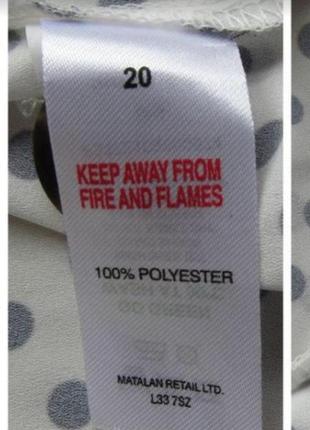 20
KEEP AWAY FROM
FIRE AND FLAMES
100% POLYESTER
MATALAN RETAIL LTD.
L33 7SZ